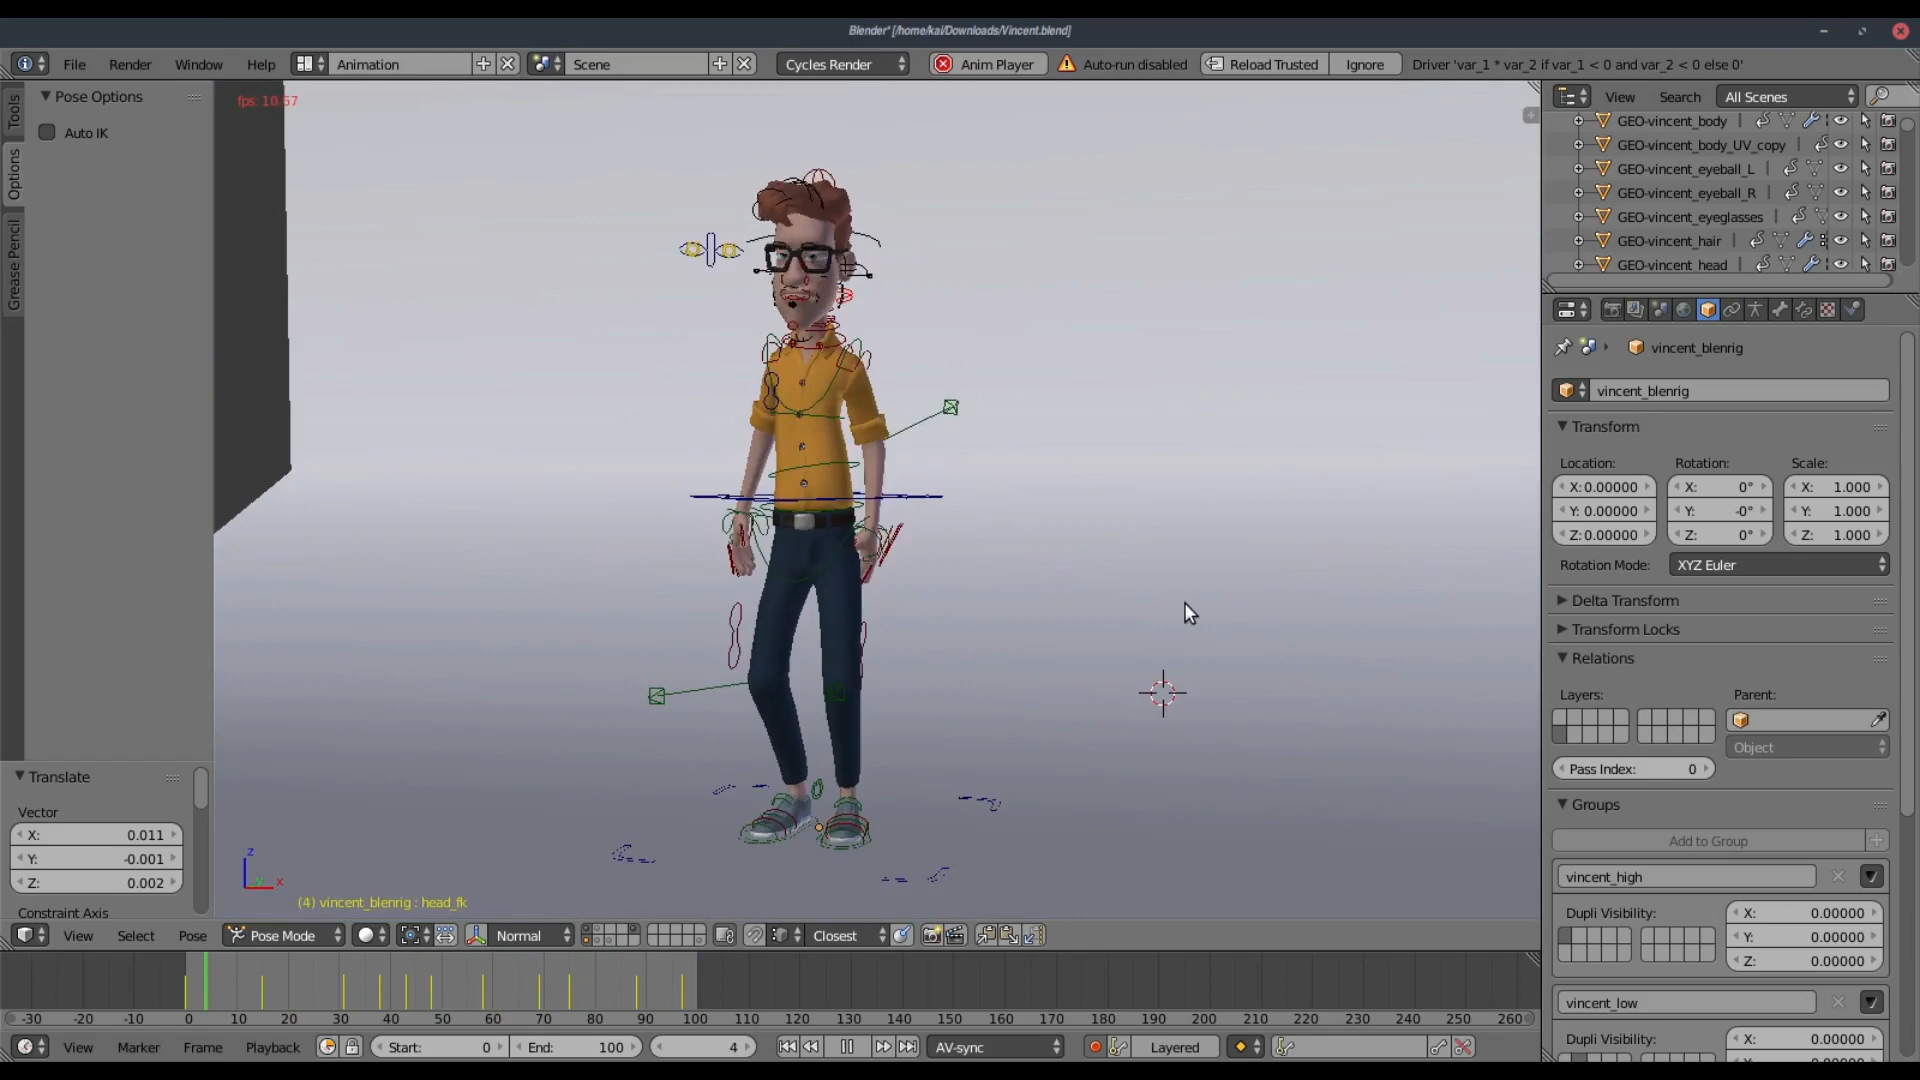 Blender* [/home/kai/Downloads/Vincent.blend]
File Render Window Help Animation Scene Cycles Render Anim Player Auto-run disabled Reload Trusted Ignore Driver 'var_1 * var_2 if var_1 < 0 and var_2 < 0 else 0'
Tools
Options
Grease Pencil
Pose Options
Auto IK
fps: 10.67
View Search All Scenes
GEO-vincent_body
GEO-vincent_body_UV_copy
GEO-vincent_eyeball_L
GEO-vincent_eyeball_R
GEO-vincent_eyeglasses
GEO-vincent_hair
GEO-vincent_head
vincent_blenrig
vincent_blenrig
Transform
Location: Rotation: Scale:
X: 0.00000 X: 0° X: 1.000
Y: 0.00000 Y: -0° Y: 1.000
Z: 0.00000 Z: 0° Z: 1.000
Rotation Mode: XYZ Euler
Delta Transform
Transform Locks
Relations
Layers: Parent:
Object
Pass Index: 0
Groups
Add to Group
vincent_high
Dupli Visibility: X: 0.00000
Y: 0.00000
Z: 0.00000
vincent_low
Dupli Visibility: X: 0.00000
Translate
Vector
X: 0.011
Y: -0.001
Z: 0.002
Constraint Axis
z
y x
(4) vincent_blenrig : head_fk
View Select Pose Pose Mode Normal Closest
-30 -20 -10 0 10 20 30 40 50 60 70 80 90 100 110 120 130 140 150 160 170 180 190 200 210 220 230 240 250 260
View Marker Frame Playback Start: 0 End: 100 4 AV-sync Layered